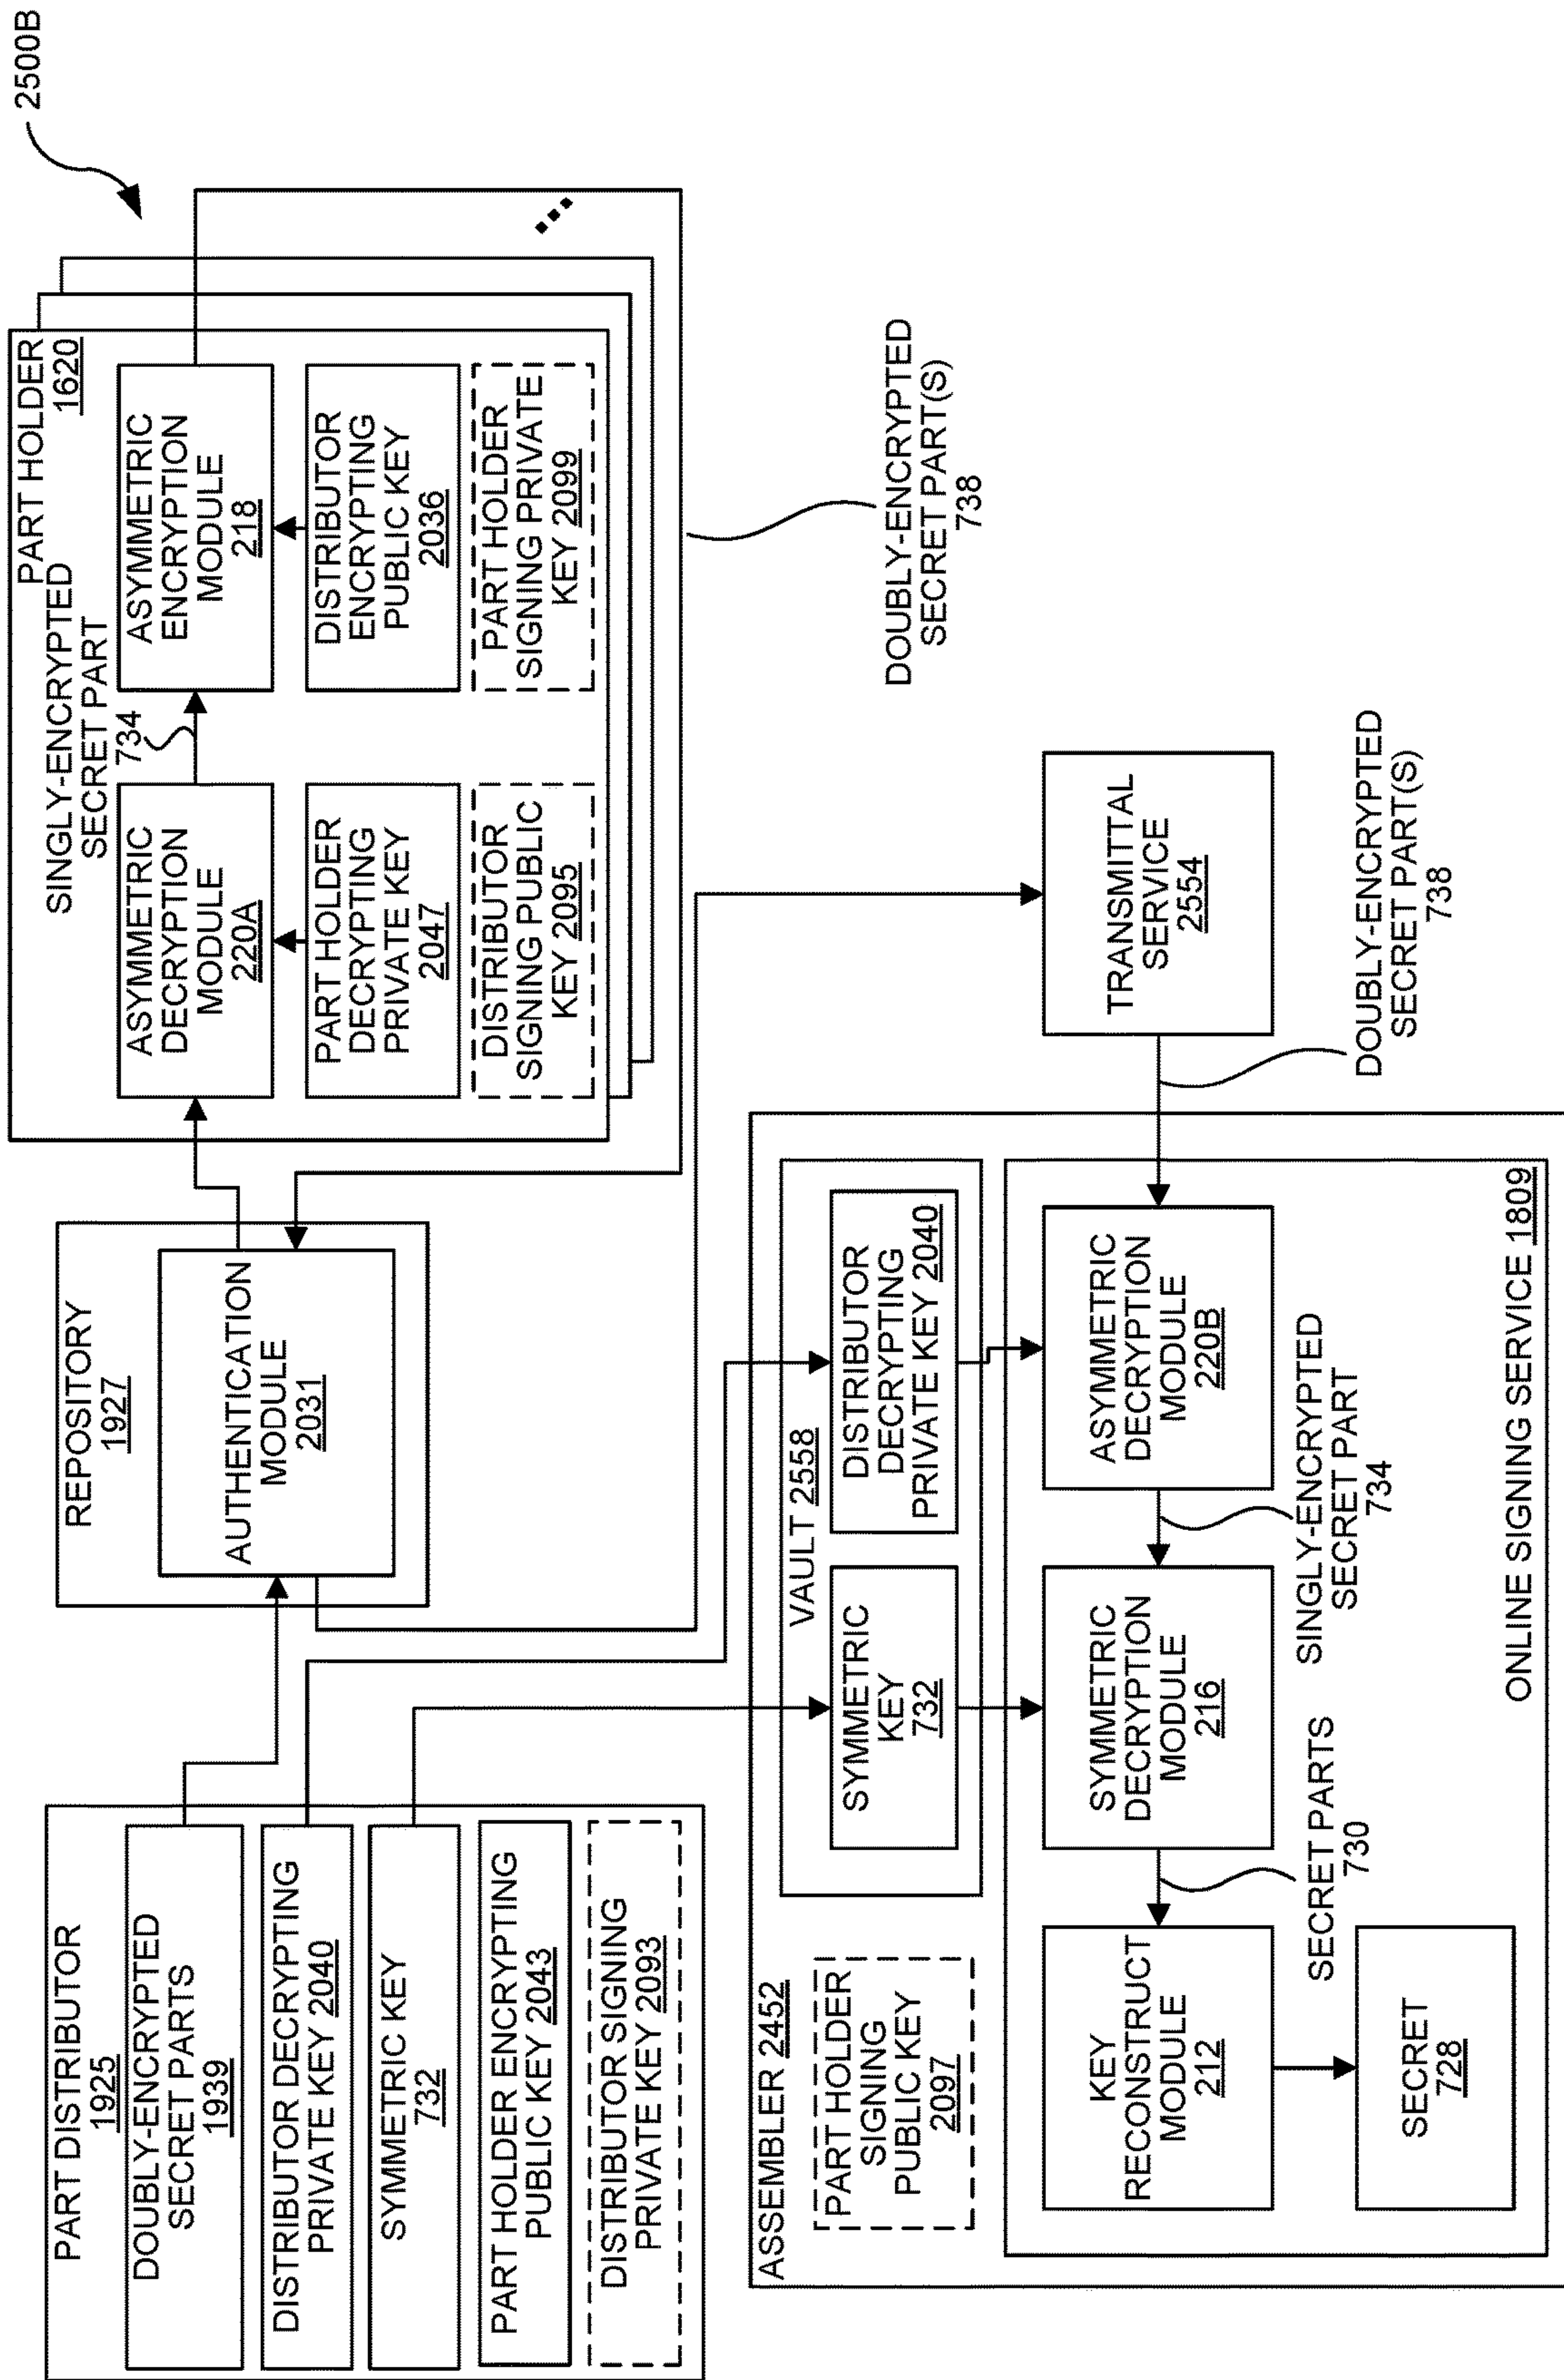 2500B
PART DISTRIBUTOR
1925
DOUBLY-ENCRYPTED
SECRET PARTS
1939
DISTRIBUTOR DECRYPTING
PRIVATE KEY 2040
SYMMETRIC KEY
732
PART HOLDER ENCRYPTING
PUBLIC KEY 2043
DISTRIBUTOR SIGNING
PRIVATE KEY 2093
REPOSITORY
1927
AUTHENTICATION
MODULE
2031
PART HOLDER
1620
SINGLY-ENCRYPTED
SECRET PART
734
ASYMMETRIC
DECRYPTION
MODULE
220A
PART HOLDER
DECRYPTING
PRIVATE KEY
2047
DISTRIBUTOR
SIGNING PUBLIC
KEY 2095
ASYMMETRIC
ENCRYPTION
MODULE
218
DISTRIBUTOR
ENCRYPTING
PUBLIC KEY
2036
PART HOLDER
SIGNING PRIVATE
KEY 2099
DOUBLY-ENCRYPTED
SECRET PART(S)
738
ASSEMBLER 2452
PART HOLDER
SIGNING
PUBLIC KEY
2097
VAULT 2558
SYMMETRIC
KEY
732
DISTRIBUTOR
DECRYPTING
PRIVATE KEY 2040
TRANSMITTAL
SERVICE
2554
DOUBLY-ENCRYPTED
SECRET PART(S)
738
KEY
RECONSTRUCT
MODULE
212
SYMMETRIC
DECRYPTION
MODULE
216
ASYMMETRIC
DECRYPTION
MODULE
220B
SECRET PARTS
730
SINGLY-ENCRYPTED
SECRET PART
734
SECRET
728
ONLINE SIGNING SERVICE 1809